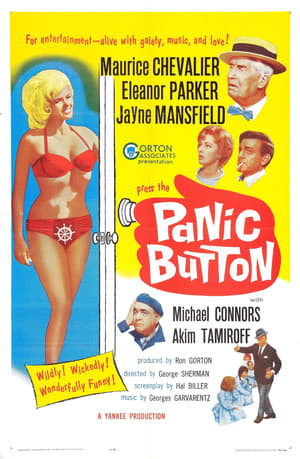 For entertainment—alive with gaiety, music, and love!
Maurice CHEVALIER
Eleanor PARKER
Jayne MANSFIELD
GORTON
ASSOCIATES
presentation
press the
PANIC
BUTTON
with
Michael CONNORS
Akim TAMIROFF
Wildly! Wickedly!
Wonderfully Funny!
produced by Ron GORTON
directed by George SHERMAN
screenplay by Hal BILLER
music by Georges GARVARENTZ
A YANKEE PRODUCTION